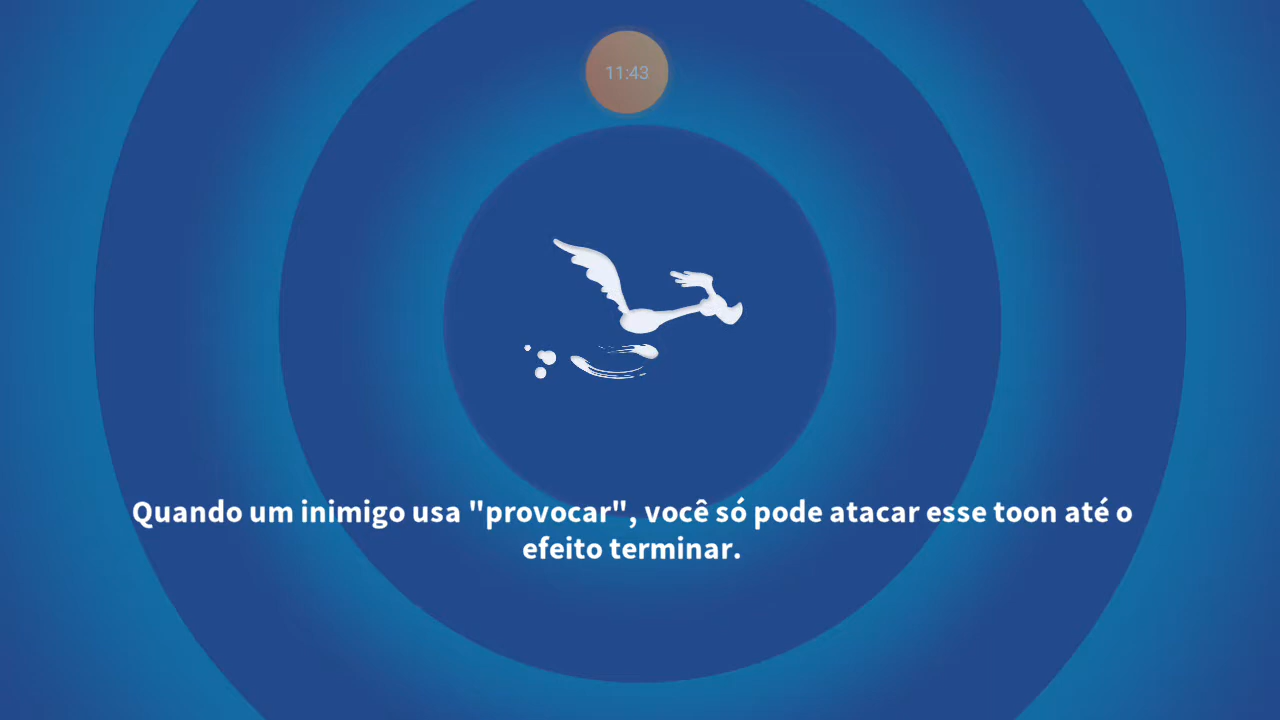 11:43
Quando um inimigo usa "provocar", você só pode atacar esse toon até o
efeito terminar.